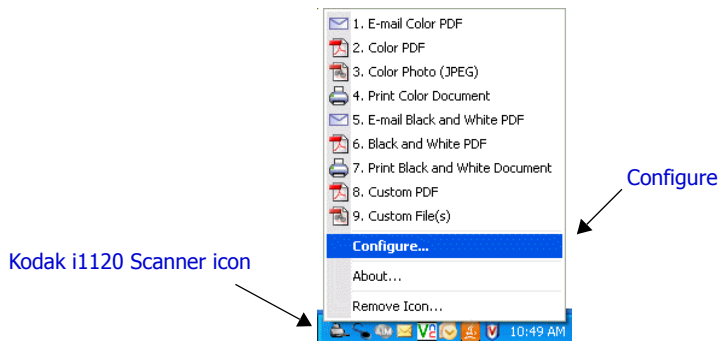 1. E-mail Color PDF
2. Color PDF
3. Color Photo (JPEG)
4. Print Color Document
5. E-mail Black and White PDF
6. Black and White PDF
7. Print Black and White Document
8. Custom PDF
Configure
9. Custom File(s)
Configure...
Kodak i1120 Scanner icon
About...
Remove Icon...
10:49 AM